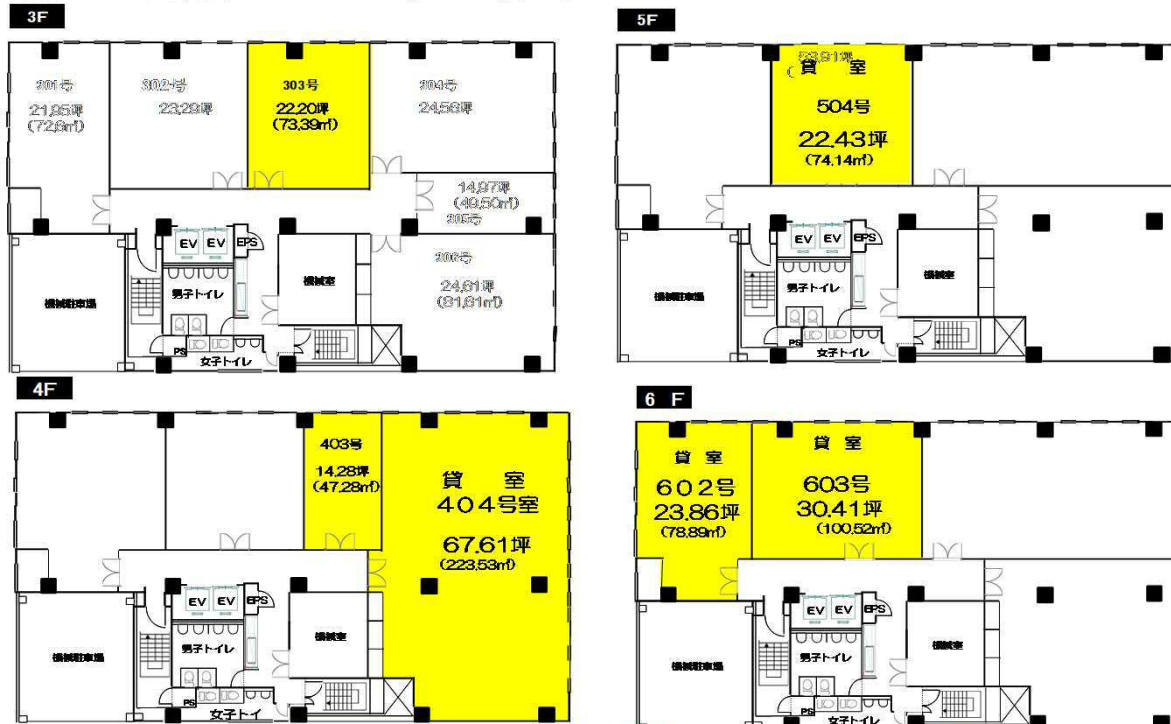 3F
301号
21,95坪
(72,6㎡)
302号
23,29坪
303号
22,20坪
(73,39㎡)
304号
24,56坪
14,97坪
(49,50㎡)
305号
306号
24,61坪
(81,61㎡)
EV
EV
EPS
男子トイレ
機械室
機械駐車場
PS
女子トイレ
5F
53,91坪
(
貸 室
504号
22.43坪
(74,14㎡)
EV
EV
EPS
男子トイレ
機械室
機械駐車場
PS
女子トイレ
4F
403号
14,28坪
(47,28㎡)
貸 室
404号室
67.61坪
(223,53㎡)
EV
EV
EPS
男子トイレ
機械室
機械駐車場
PS
女子トイ
6 F
貸 室
602号
23.86坪
(78,89㎡)
貸 室
603号
30.41坪
(100,52㎡)
EV
EV
EPS
男子トイレ
機械室
機械駐車場
PS
女子トイレ